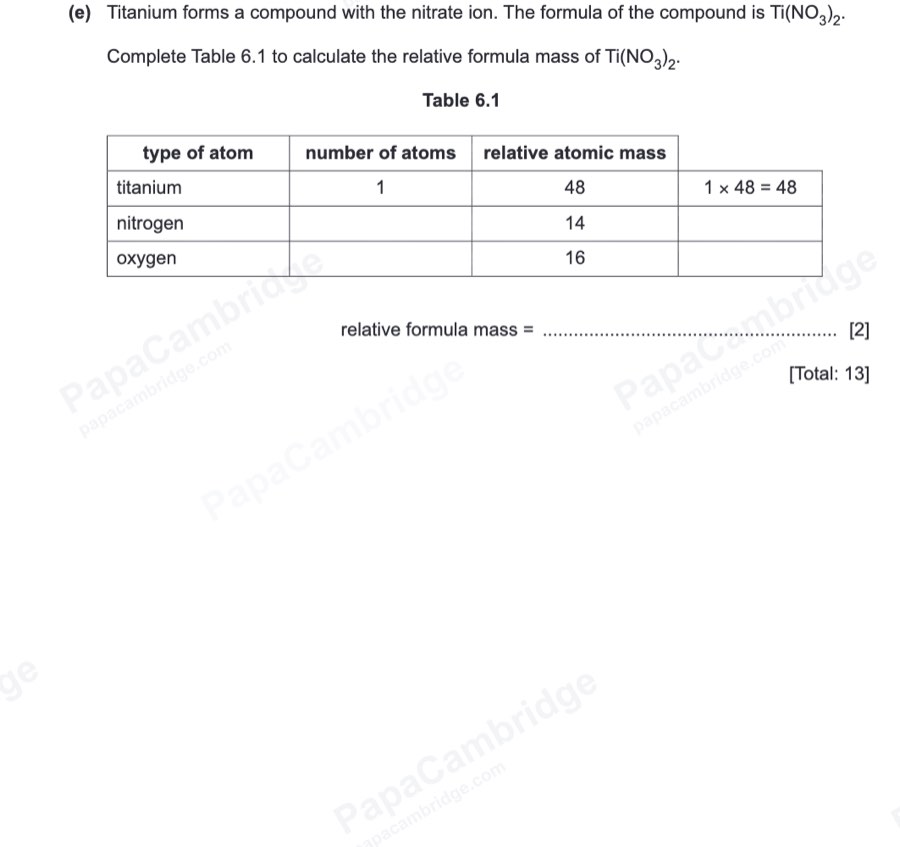 (e) Titanium forms a compound with the nitrate ion. The formula of the compound is Ti(NO₃)₂.
Complete Table 6.1 to calculate the relative formula mass of Ti(NO₃)₂.
Table 6.1
type of atom number of atoms relative atomic mass
titanium 1 48 1 × 48 = 48
nitrogen 14
oxygen 16
relative formula mass = ........................................................... [2]
[Total: 13]
PapaCambridge
papacambridge.com
PapaCambridge
papacambridge.com
PapaCambridge
ge
PapaCambridge
papacambridge.com